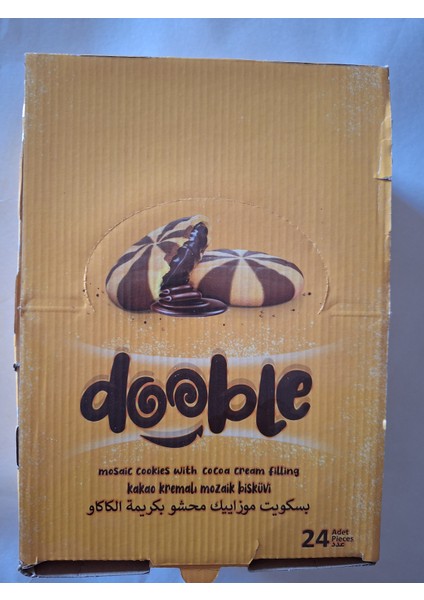 dooble
mosaic cookies with cocoa cream filling
kakao kremalı mozaik bisküvi
بسكويت موزاييك محشو بكريمة الكاكاو
24 Adet
Pieces
عدد